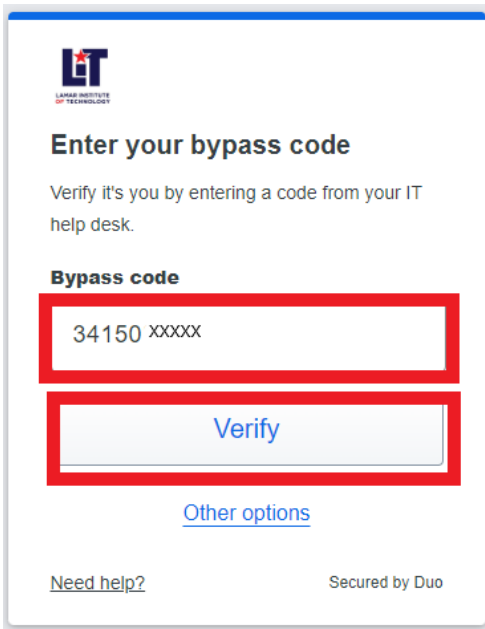 LIT
LAMAR INSTITUTE
OF TECHNOLOGY
Enter your bypass code
Verify it's you by entering a code from your IT
help desk.
Bypass code
34150 xxxxx
Verify
Other options
Need help? Secured by Duo